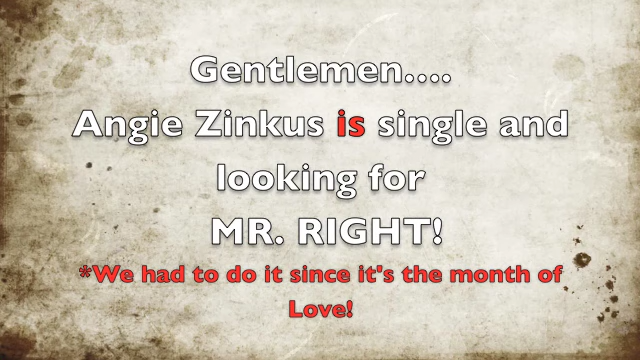 Gentlemen....
Angie Zinkus is single and
looking for
MR. RIGHT!
*We had to do it since it's the month of
Love!